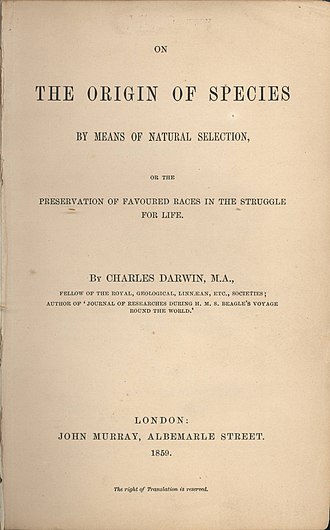 ON
THE ORIGIN OF SPECIES
BY MEANS OF NATURAL SELECTION,
OR THE
PRESERVATION OF FAVOURED RACES IN THE STRUGGLE
FOR LIFE.
BY CHARLES DARWIN, M.A.,
FELLOW OF THE ROYAL, GEOLOGICAL, LINNÆAN, ETC., SOCIETIES;
AUTHOR OF 'JOURNAL OF RESEARCHES DURING H. M. S. BEAGLE'S VOYAGE
ROUND THE WORLD.'
LONDON:
JOHN MURRAY, ALBEMARLE STREET.
1859.
The right of Translation is reserved.